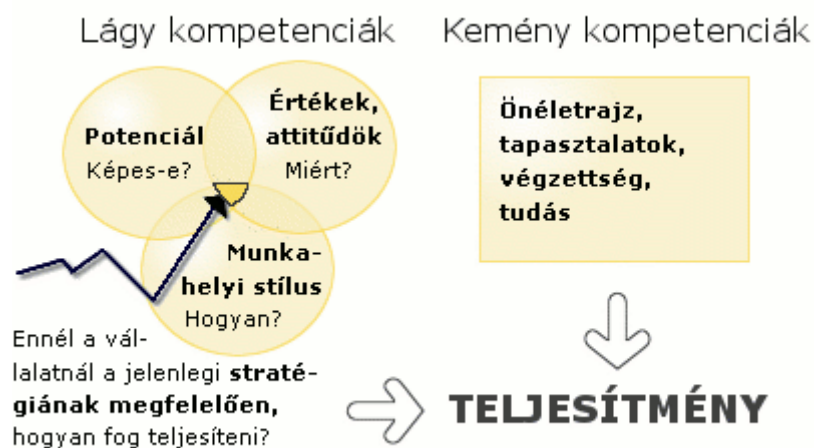 Lágy kompetenciák
Potenciál
Képes-e?
Értékek,
attitűdök
Miért?
Munka-
helyi stílus
Hogyan?
Ennél a vál-
lalatnál a jelenlegi straté-
giának megfelelően,
hogyan fog teljesíteni?
Kemény kompetenciák
Önéletrajz,
tapasztalatok,
végzettség,
tudás
TELJESÍTMÉNY